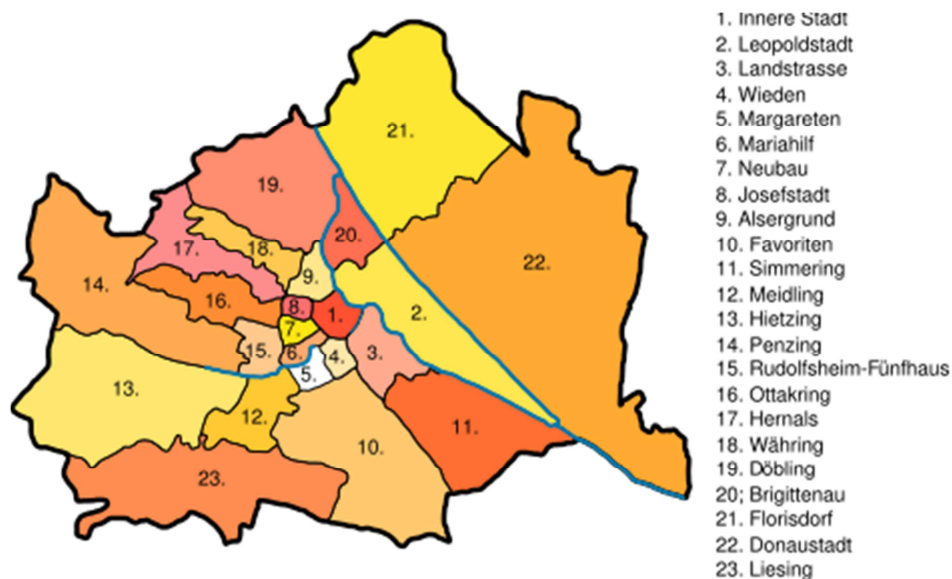 21.
19.
20.
18.
17.
9.
22.
14.
16.
8.
1.
2.
7.
15.
6.
4.
3.
5.
13.
12.
11.
10.
23.
1. Innere Stadt
2. Leopoldstadt
3. Landstrasse
4. Wieden
5. Margareten
6. Mariahilf
7. Neubau
8. Josefstadt
9. Alsergrund
10. Favoriten
11. Simmering
12. Meidling
13. Hietzing
14. Penzing
15. Rudolfsheim-Fünfhaus
16. Ottakring
17. Hernals
18. Währing
19. Döbling
20; Brigittenau
21. Florisdorf
22. Donaustadt
23. Liesing